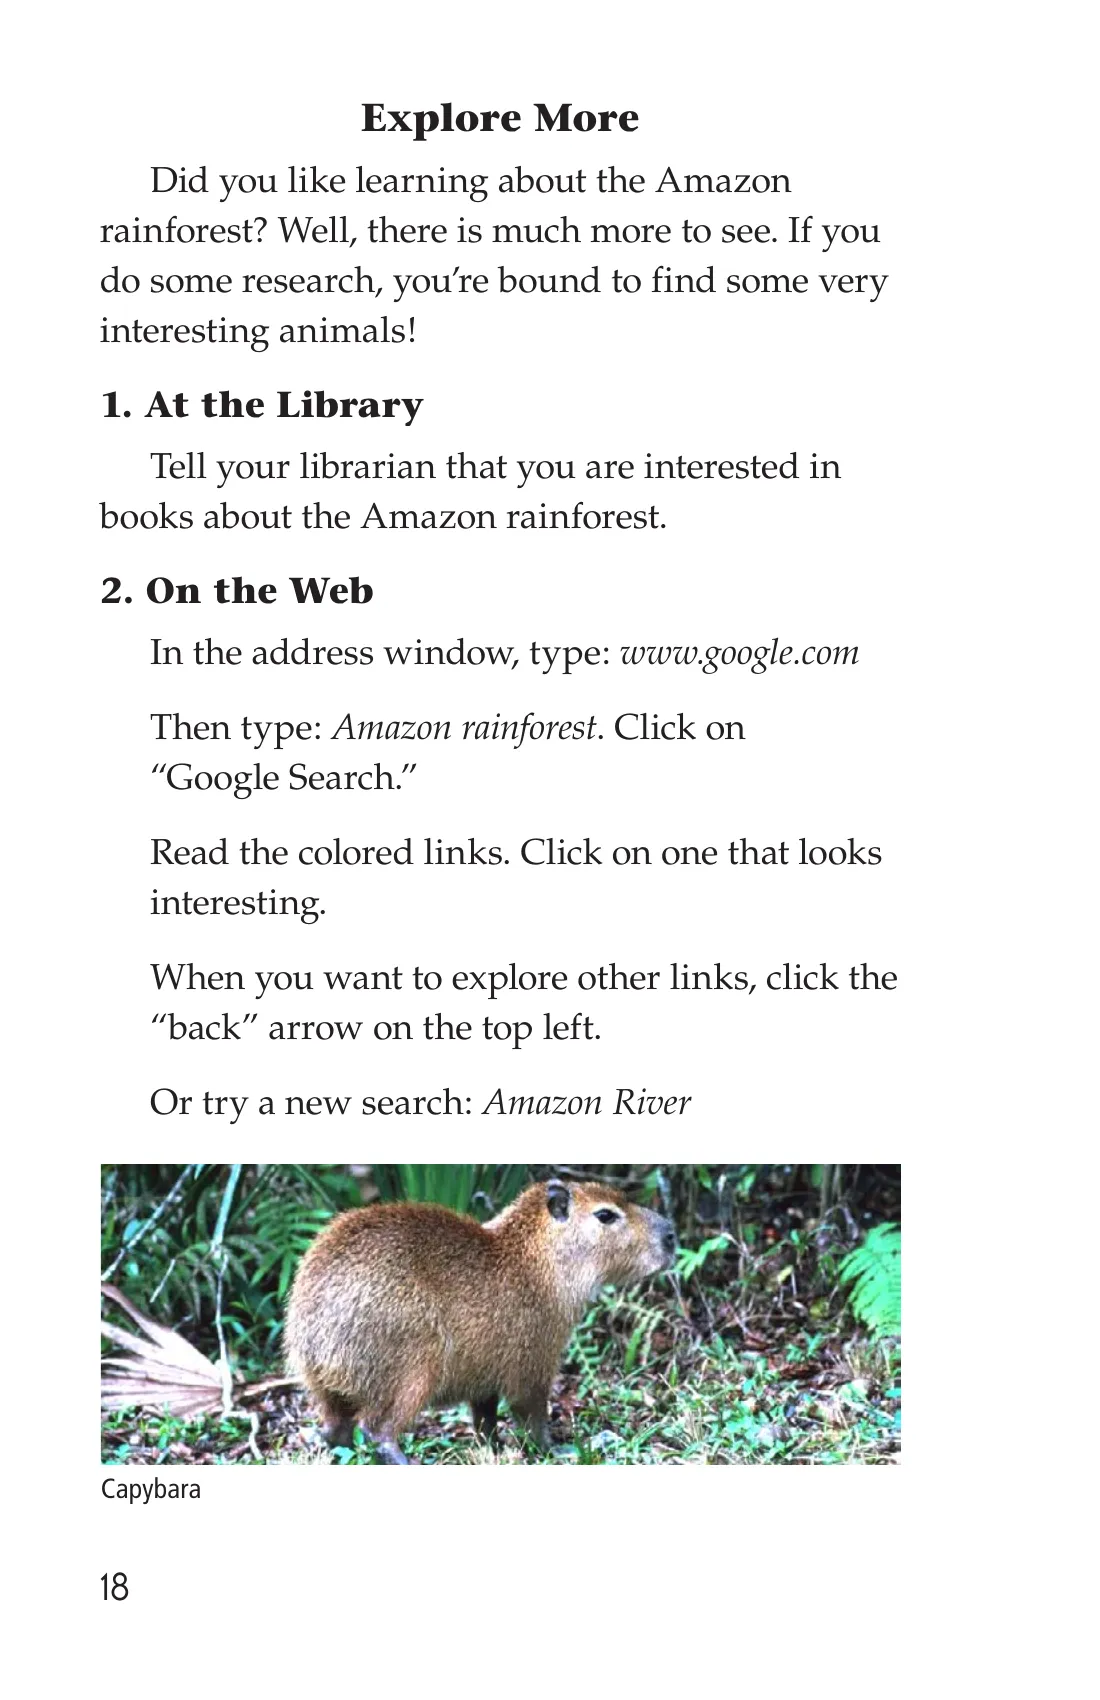 Explore More
Did you like learning about the Amazon
rainforest? Well, there is much more to see. If you
do some research, you’re bound to find some very
interesting animals!
1. At the Library
Tell your librarian that you are interested in
books about the Amazon rainforest.
2. On the Web
In the address window, type: www.google.com
Then type: Amazon rainforest. Click on
“Google Search.”
Read the colored links. Click on one that looks
interesting.
When you want to explore other links, click the
“back” arrow on the top left.
Or try a new search: Amazon River
Capybara
18